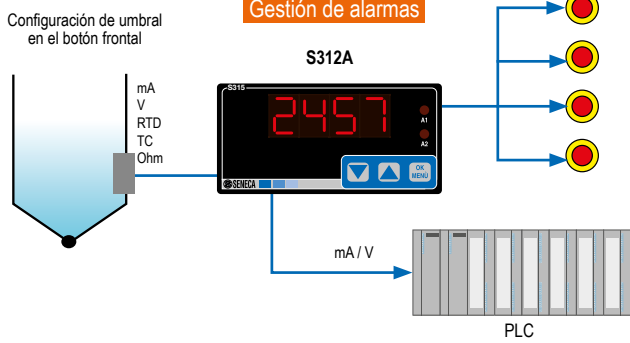 Gestión de alarmas
Configuración de umbral
en el botón frontal
S312A
mA
V
RTD
TC
Ohm
S315
2457
A1
A2
OK
MENÙ
SENECA
mA / V
PLC